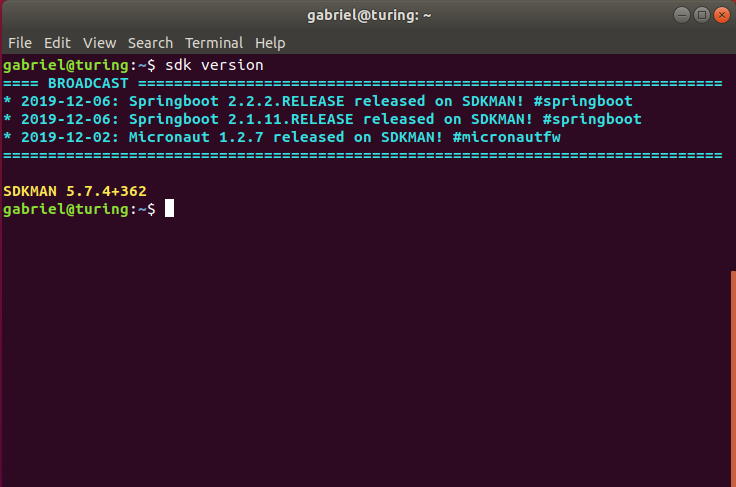 gabriel@turing: ~
File Edit View Search Terminal Help
gabriel@turing:~$ sdk version
==== BROADCAST =================================================================
* 2019-12-06: Springboot 2.2.2.RELEASE released on SDKMAN! #springboot
* 2019-12-06: Springboot 2.1.11.RELEASE released on SDKMAN! #springboot
* 2019-12-02: Micronaut 1.2.7 released on SDKMAN! #micronautfw
================================================================================
SDKMAN 5.7.4+362
gabriel@turing:~$